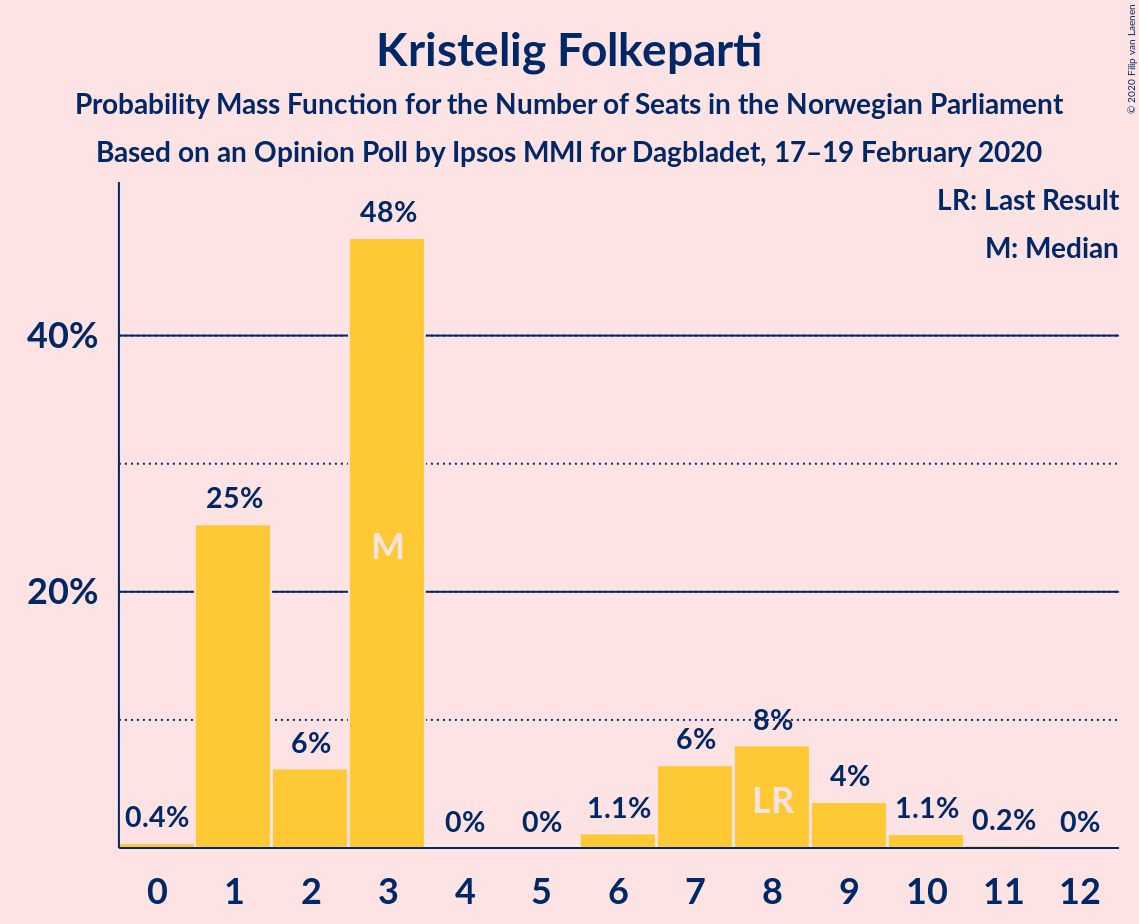 Kristelig Folkeparti
Probability Mass Function for the Number of Seats in the Norwegian Parliament
Based on an Opinion Poll by Ipsos MMI for Dagbladet, 17–19 February 2020
© 2020 Filip van Laenen
LR: Last Result
M: Median
48%
40%
25%
M
20%
6%
6%
8%
LR
4%
0.4%
0%
0%
1.1%
1.1%
0.2%
0%
0 1 2 3 4 5 6 7 8 9 10 11 12